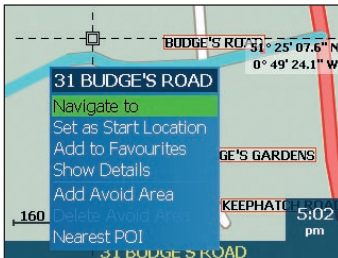 BUDGE'S ROAD
51° 25' 07.6" N
0° 49' 24.1" W
31 BUDGE'S ROAD
Navigate to
Set as Start Location
Add to Favourites
Show Details
GE'S GARDENS
Add Avoid Area
Delete Avoid Area
KEEPHATCH ROAD
160
5:02
pm
Nearest POI
31 BUDGE'S ROAD